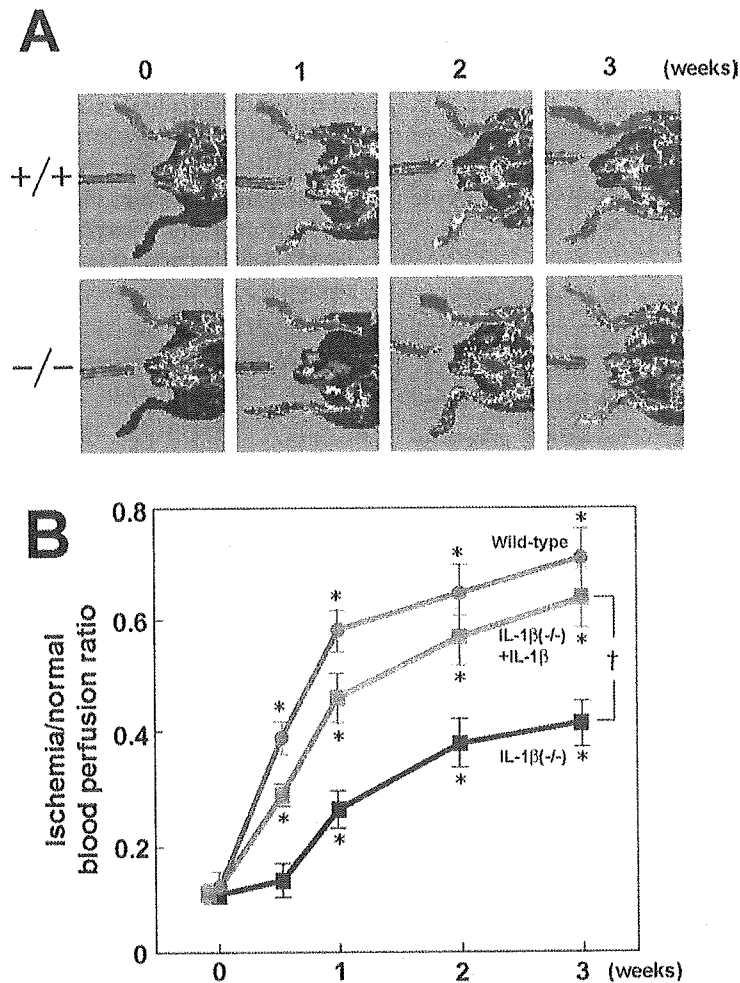 A
0 1 2 3 (weeks)
+/+
−/−
B
Ischemia/normal
blood perfusion ratio
0.8
0.6
0.4
0.2
0
Wild-type
IL-1β(-/-)
+IL-1β
IL-1β(-/-)
* * * *
* * * *
* * *
†
0 1 2 3 (weeks)